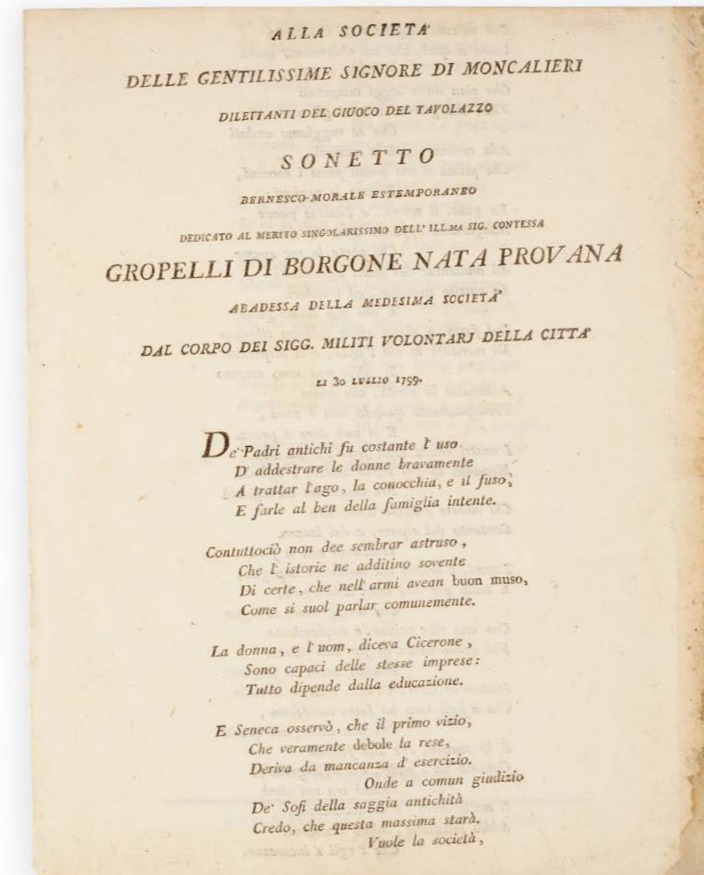 ALLA SOCIETA'
DELLE GENTILISSIME SIGNORE DI MONCALIERI
DILETTANTI DEL GIUOCO DEL TAVOLAZZO
SONETTO
BERNESCO-MORALE ESTEMPORANEO
DEDICATO AL MERITO SINGOLARISSIMO DELL' ILL.MA SIG. CONTESSA
GROPELLI DI BORGONE NATA PROVANA
ABADESSA DELLA MEDESIMA SOCIETA'
DAL CORPO DEI SIGG. MILITI VOLONTARJ DELLA CITTA'
LI 30 LUGLIO 1799.
De' Padri antichi fu costante l' uso
D' addestrare le donne bravamente
A trattar l'ago, la conocchia, e il fuso,
E farle al ben della famiglia intente.
Contuttociò non dee sembrar astruso,
Che l' istorie ne additino sovente
Di certe, che nell' armi avean buon muso,
Come si suol parlar comunemente.
La donna, e l' uom, diceva Cicerone,
Sono capaci delle stesse imprese:
Tutto dipende dalla educazione.
E Seneca osservò, che il primo vizio,
Che veramente debole la rese,
Deriva da mancanza d' esercizio.
Onde a comun giudizio
De' Sofi della saggia antichità
Credo, che questa massima starà.
Vuole la società,